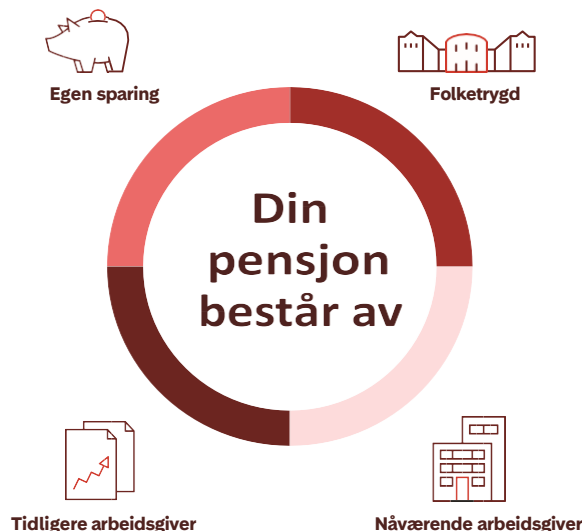 Egen sparing
Folketrygd
Din
pensjon
består av
Tidligere arbeidsgiver
Nåværende arbeidsgiver